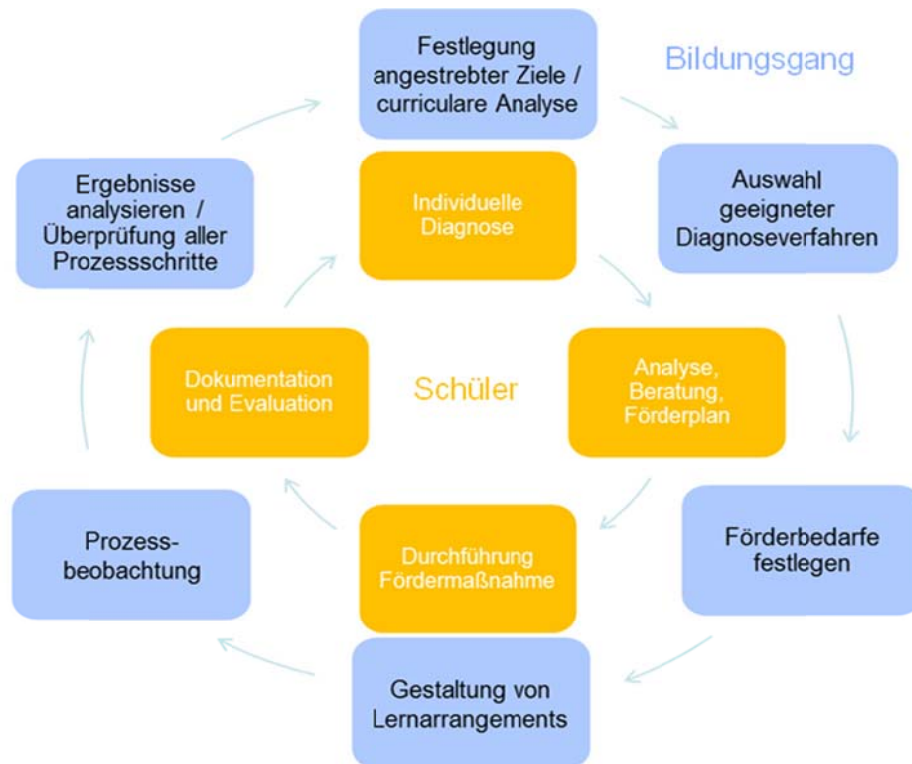 Festlegung
angestrebter Ziele /
curriculare Analyse
Bildungsgang
Auswahl
geeigneter
Diagnoseverfahren
Förderbedarfe
festlegen
Gestaltung von
Lernarrangements
Prozess-
beobachtung
Ergebnisse
analysieren /
Überprüfung aller
Prozessschritte
Individuelle
Diagnose
Analyse,
Beratung,
Förderplan
Durchführung
Fördermaßnahme
Dokumentation
und Evaluation
Schüler